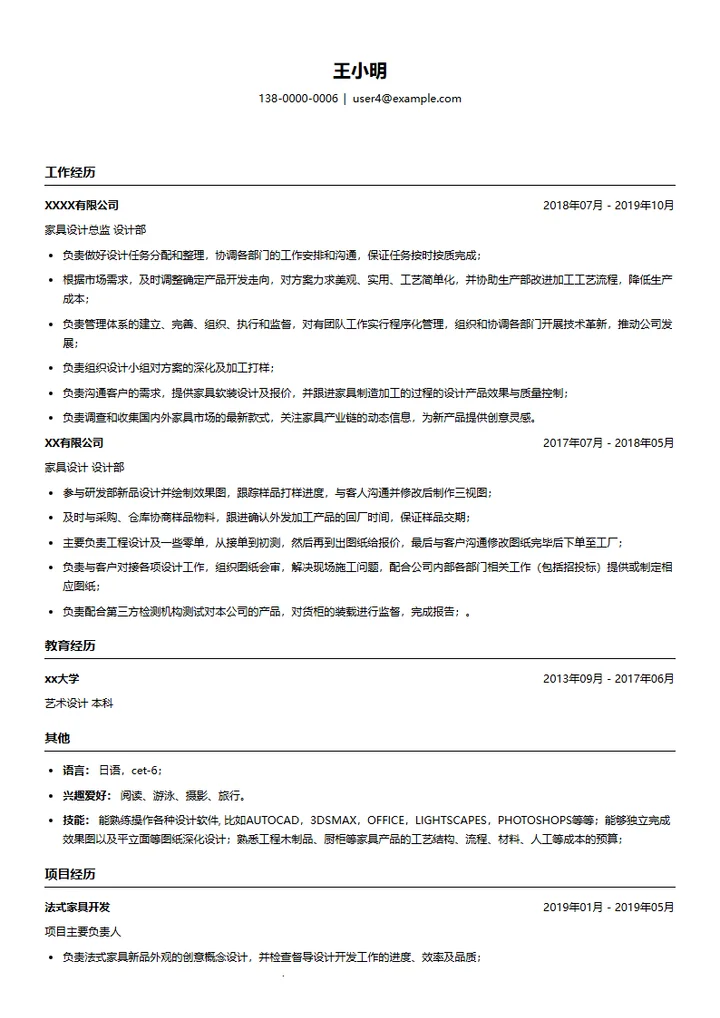 王小明
138-0000-0006 | user4@example.com
工作经历
XXXX有限公司 2018年07月 - 2019年10月
家具设计总监 设计部
• 负责做好设计任务分配和整理，协调各部门的工作安排和沟通，保证任务按时按质完成；
• 根据市场需求，及时调整确定产品开发走向，对方案力求美观、实用、工艺简单化，并协助生产部改进加工工艺流程，降低生产
成本；
• 负责管理体系的建立、完善、组织、执行和监督，对有团队工作实行程序化管理，组织和协调各部门开展技术革新，推动公司发
展；
• 负责组织设计小组对方案的深化及加工打样；
• 负责沟通客户的需求，提供家具软装设计及报价，并跟进家具制造加工的过程的设计产品效果与质量控制；
• 负责调查和收集国内外家具市场的最新款式，关注家具产业链的动态信息，为新产品提供创意灵感。
XX有限公司 2017年07月 - 2018年05月
家具设计 设计部
• 参与研发部新品设计并绘制效果图，跟踪样品打样进度，与客人沟通并修改后制作三视图；
• 及时与采购、仓库协商样品物料，跟进确认外发加工产品的回厂时间，保证样品交期；
• 主要负责工程设计及一些零单，从接单到初测，然后再到出图纸给报价，最后与客户沟通修改图纸完毕后下单至工厂；
• 负责与客户对接各项设计工作，组织图纸会审，解决现场施工问题，配合公司内部各部门相关工作（包括招投标）提供或制定相
应图纸；
• 负责配合第三方检测机构测试对本公司的产品，对货柜的装载进行监督，完成报告；。
教育经历
xx大学 2013年09月 - 2017年06月
艺术设计 本科
其他
• 语言： 日语，cet-6；
• 兴趣爱好： 阅读、游泳、摄影、旅行。
• 技能： 能熟练操作各种设计软件, 比如AUTOCAD，3DSMAX，OFFICE，LIGHTSCAPES，PHOTOSHOPS等等；能够独立完成
效果图以及平立面等图纸深化设计；熟悉工程木制品、厨柜等家具产品的工艺结构、流程、材料、人工等成本的预算；
项目经历
法式家具开发 2019年01月 - 2019年05月
项目主要负责人
• 负责法式家具新品外观的创意概念设计，并检查督导设计开发工作的进度、效率及品质；